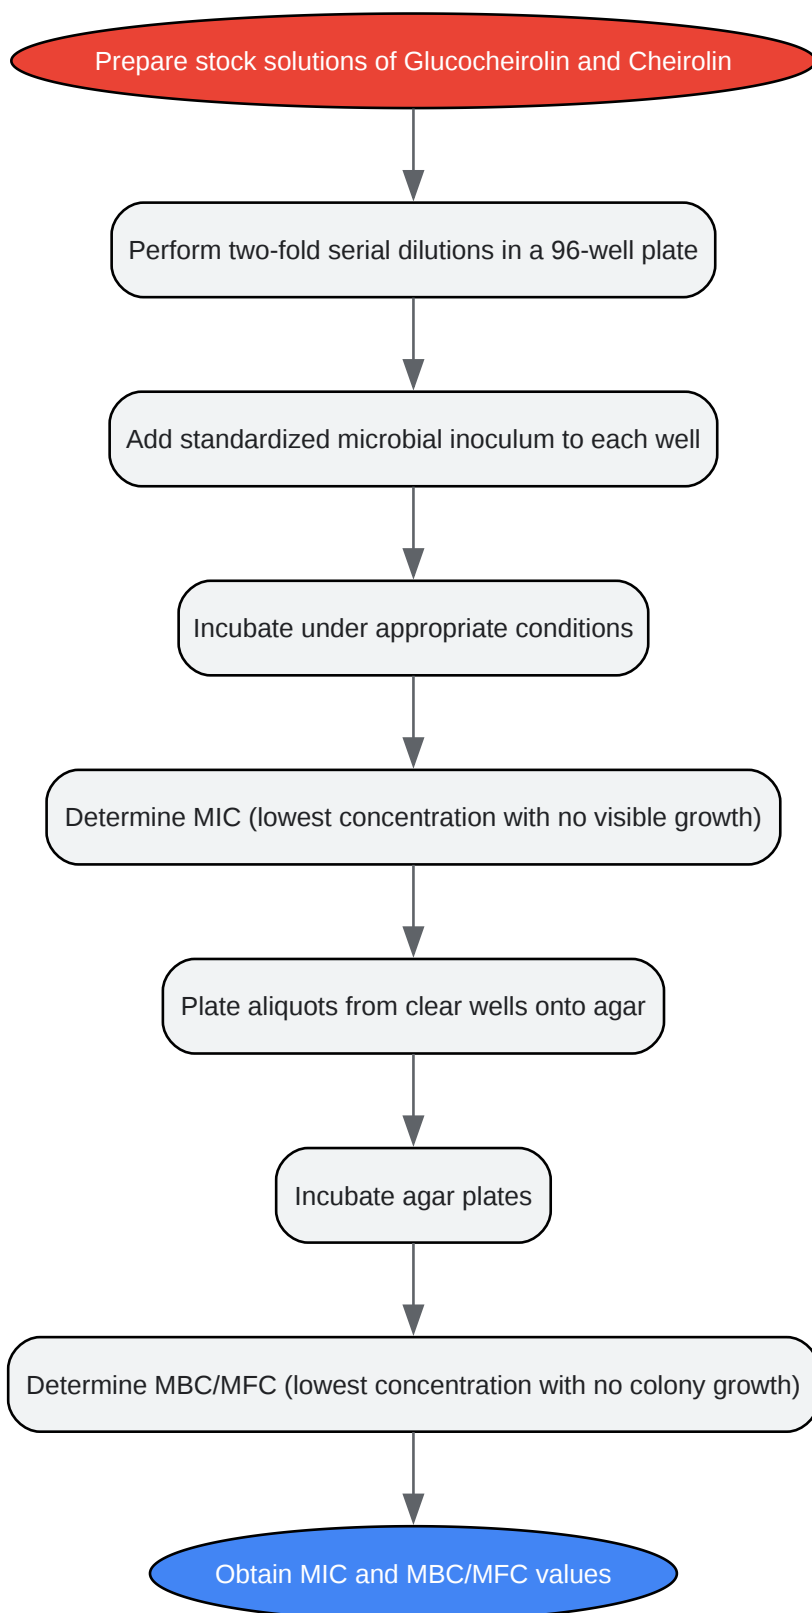 Prepare stock solutions of Glucocheirolin and Cheirolin
Perform two-fold serial dilutions in a 96-well plate
Add standardized microbial inoculum to each well
Incubate under appropriate conditions
Determine MIC (lowest concentration with no visible growth)
Plate aliquots from clear wells onto agar
Incubate agar plates
Determine MBC/MFC (lowest concentration with no colony growth)
Obtain MIC and MBC/MFC values